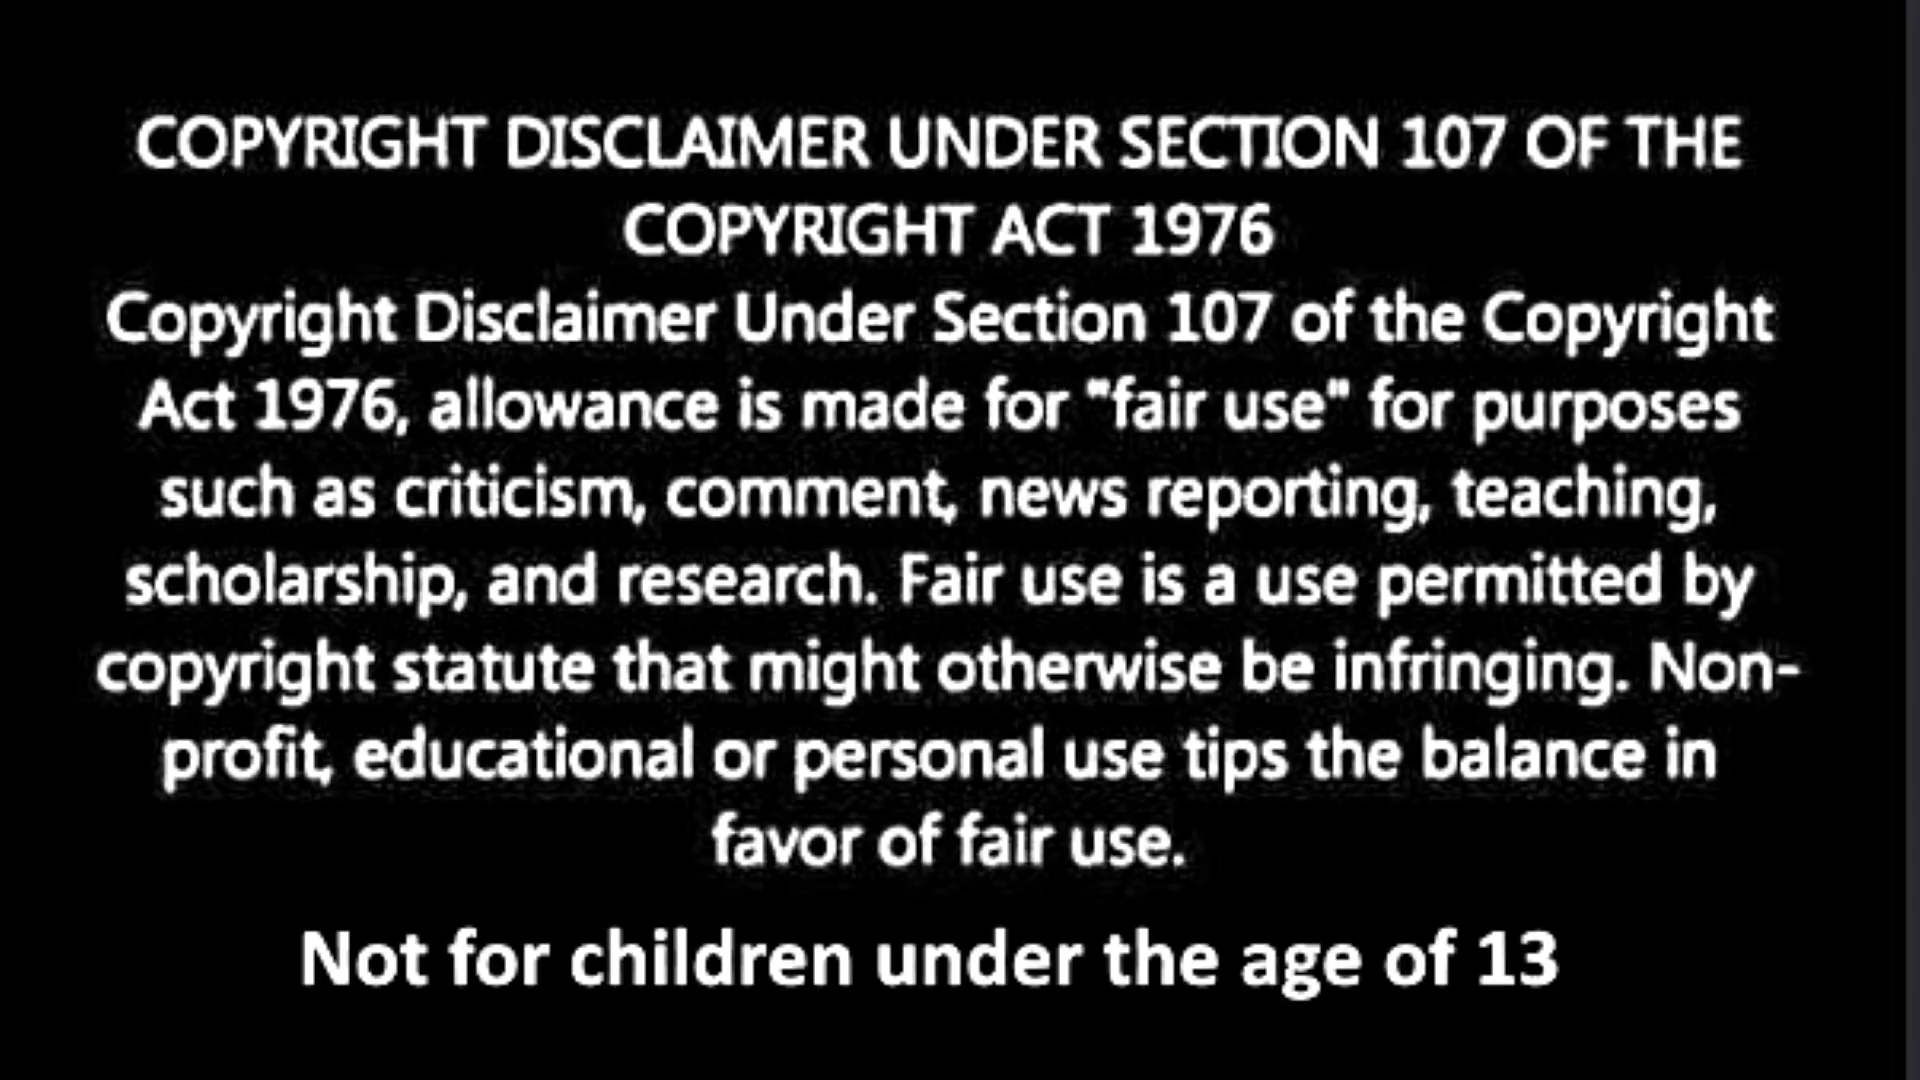 COPYRIGHT DISCLAIMER UNDER SECTION 107 OF THE
COPYRIGHT ACT 1976
Copyright Disclaimer Under Section 107 of the Copyright
Act 1976, allowance is made for "fair use" for purposes
such as criticism, comment, news reporting, teaching,
scholarship, and research. Fair use is a use permitted by
copyright statute that might otherwise be infringing. Non-
profit, educational or personal use tips the balance in
favor of fair use.
Not for children under the age of 13